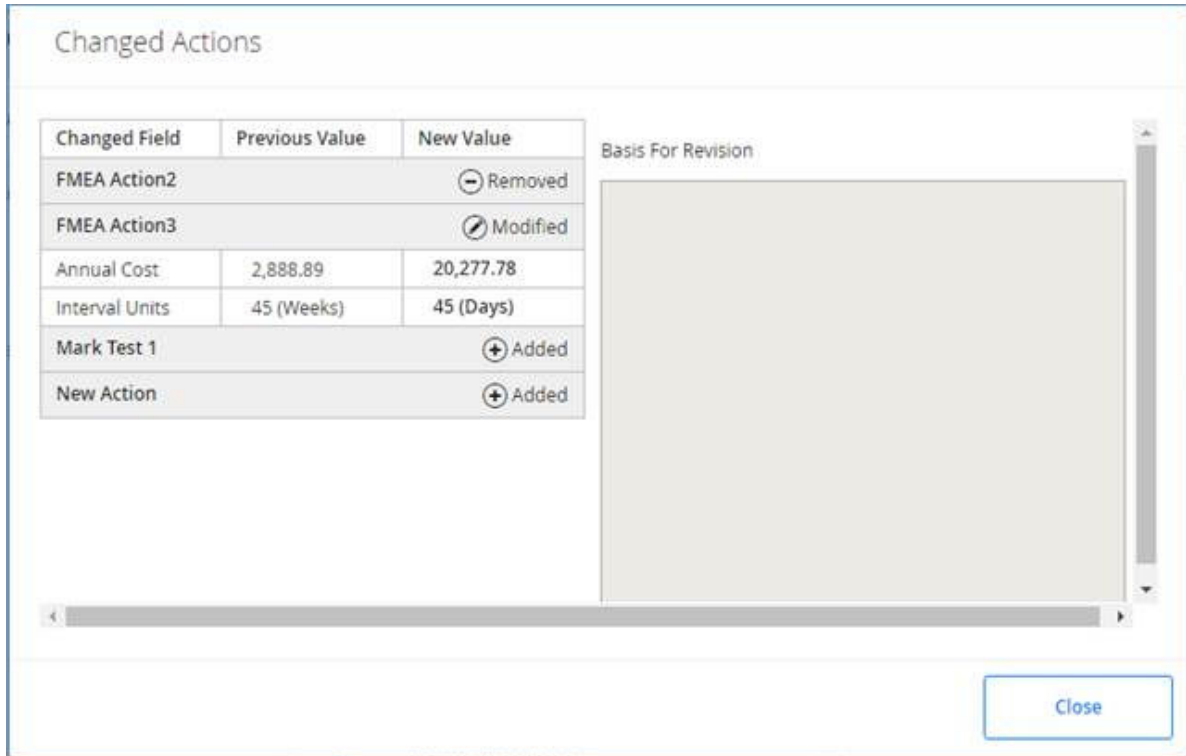 Changed Actions
Changed Field Previous Value New Value
Basis For Revision
FMEA Action2 Removed
FMEA Action3 Modified
Annual Cost 2,888.89 20,277.78
Interval Units 45 (Weeks) 45 (Days)
Mark Test 1 Added
New Action Added
Close